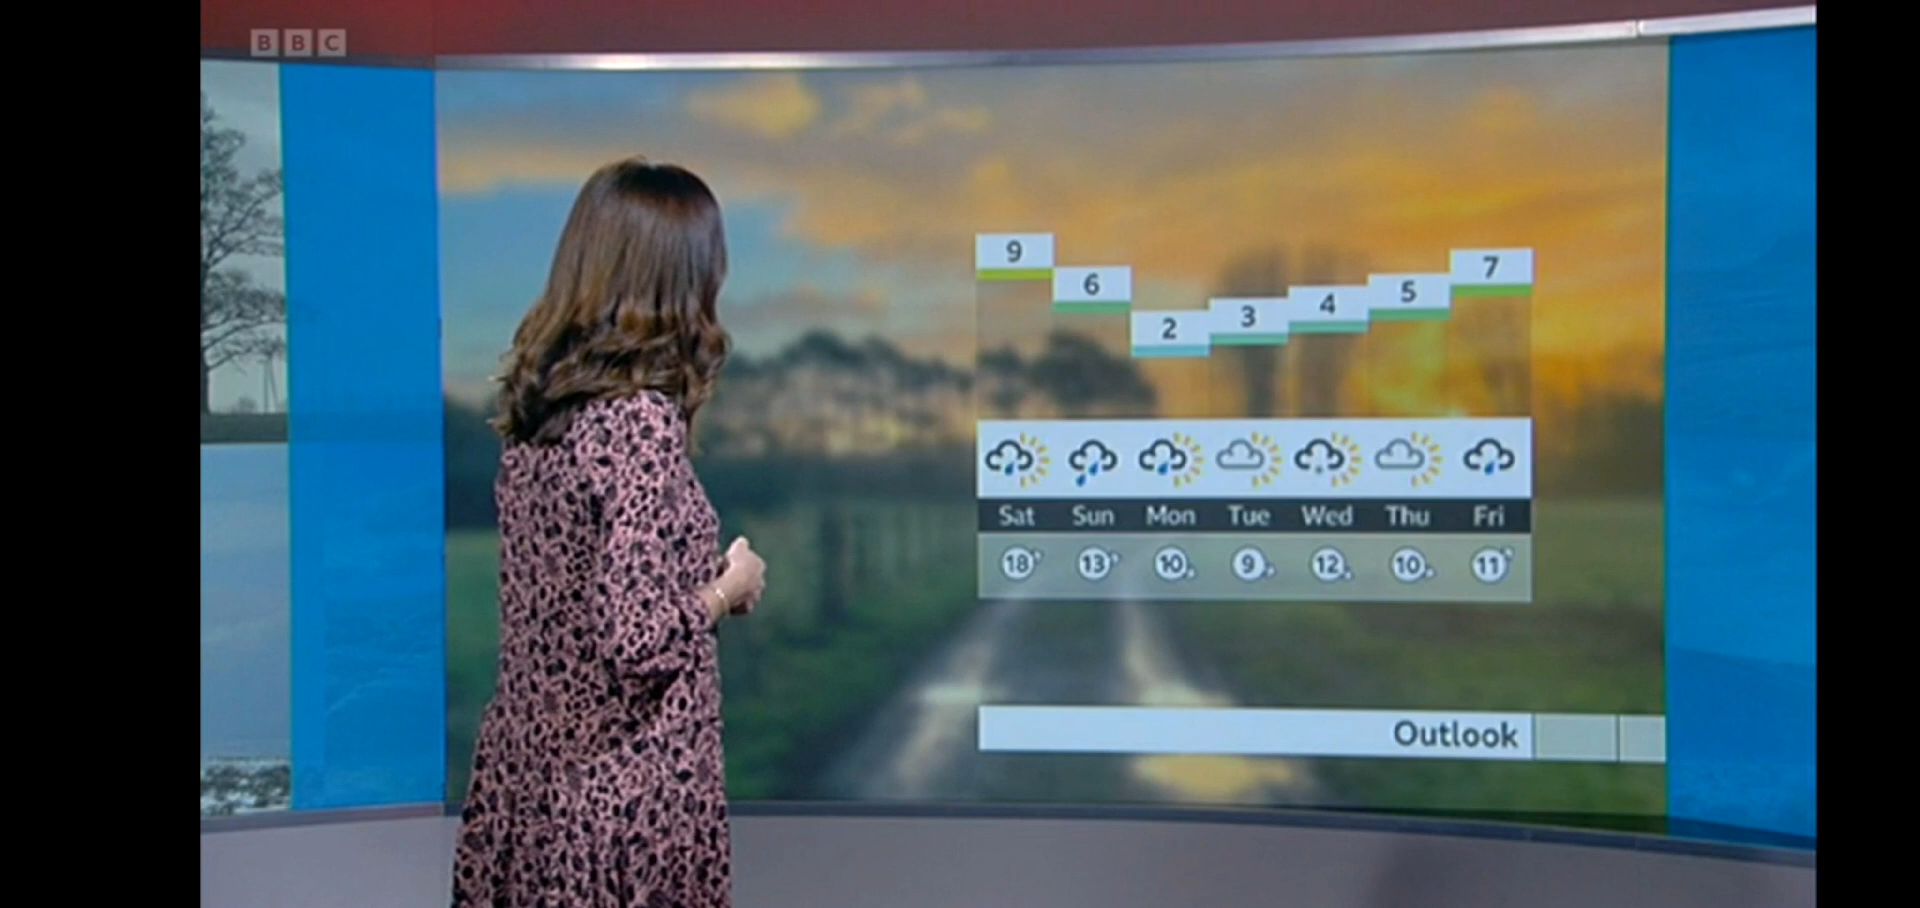 BBC
9 6 2 3 4 5 7
Sat Sun Mon Tue Wed Thu Fri
18 13 10 9 12 10 11
Outlook